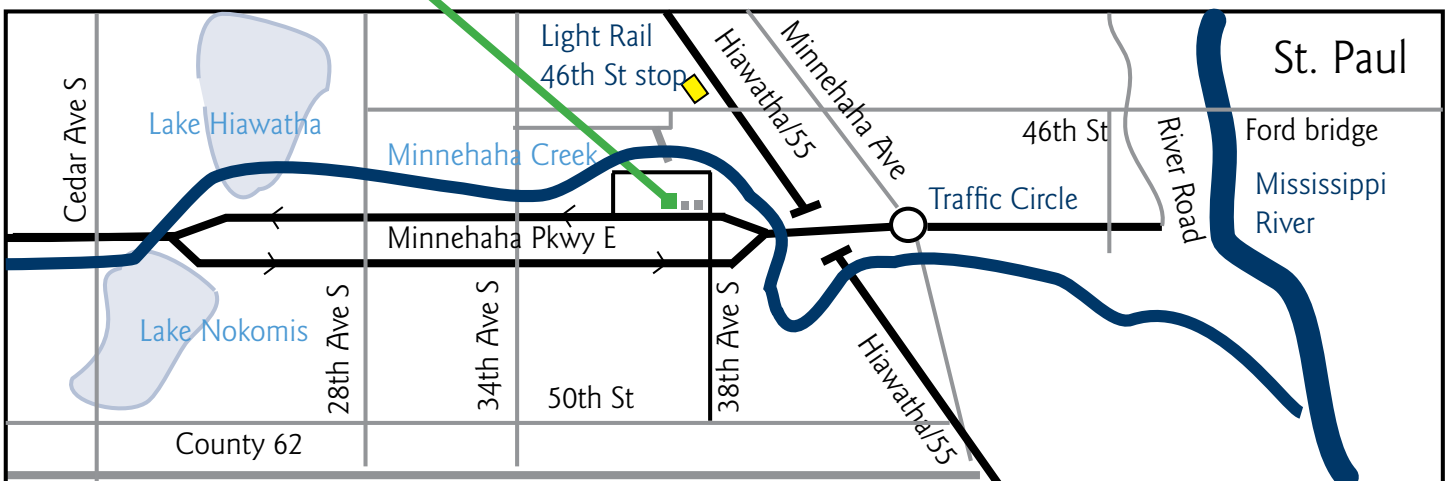 Light Rail
46th St stop
Hiawatha/55
Minnehaha Ave
St. Paul
Cedar Ave S
Lake Hiawatha
Minnehaha Creek
46th St
River Road
Ford bridge
Traffic Circle
Mississippi
River
Minnehaha Pkwy E
Lake Nokomis
28th Ave S
34th Ave S
50th St
38th Ave S
Hiawatha/55
County 62